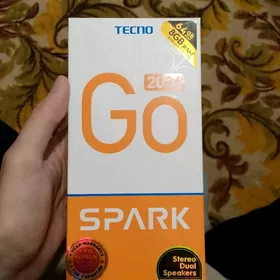 TECNO
64GB
8GB RAM*
Go
2024
SPARK
Stereo
Dual
Speakers